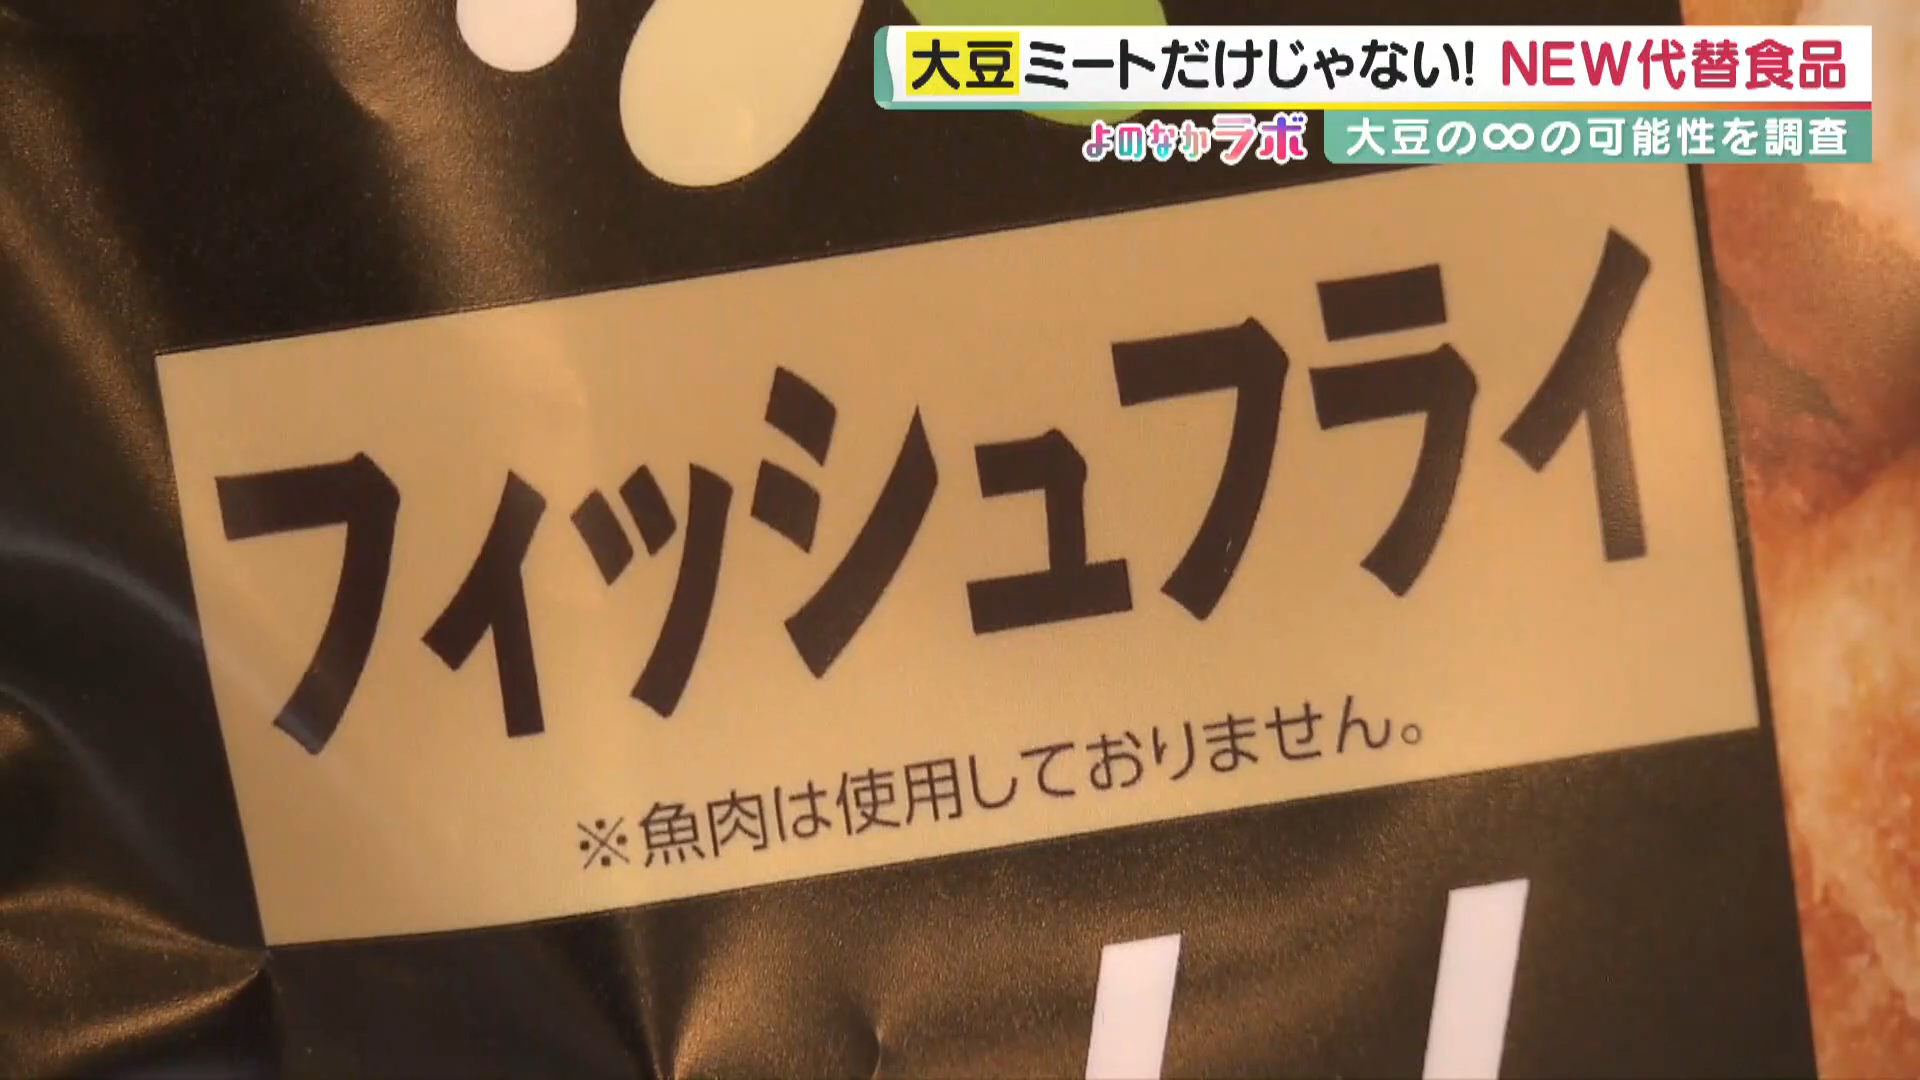 大豆ミートだけじゃない! NEW代替食品
よのなかラボ 大豆の∞の可能性を調査
フィッシュフライ
※魚肉は使用しておりません。